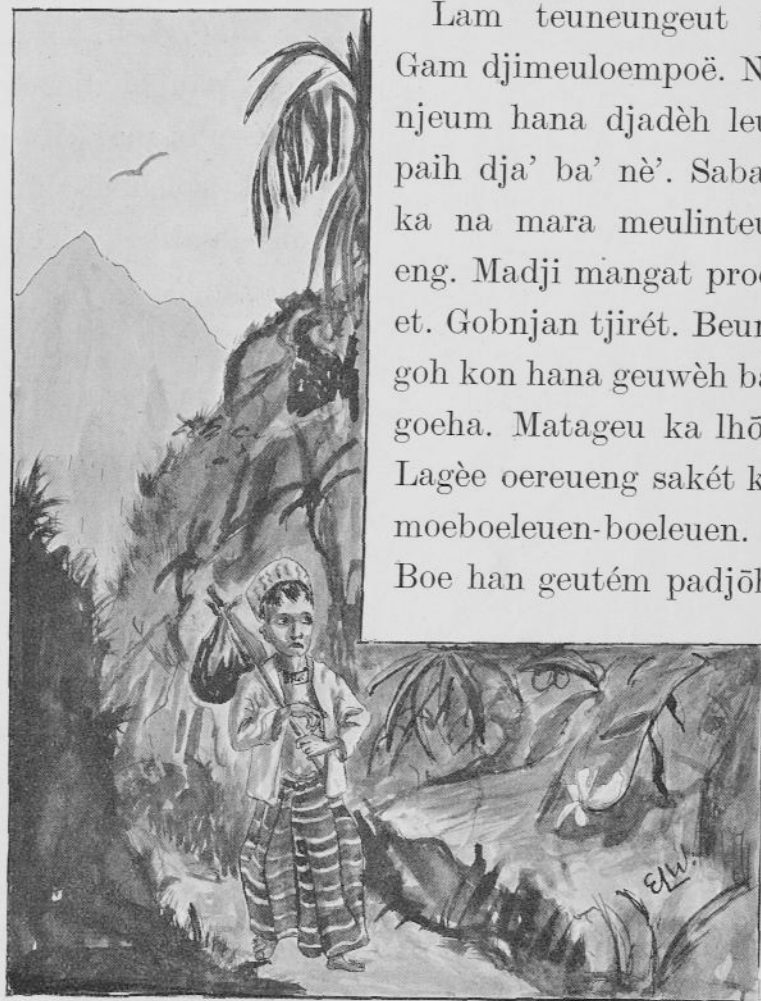 Lam teuneungeut
Gam djimeuloempoë. N
njeum hana djadèh leu
paih dja’ ba’ nè’. Saba
ka na mara meulinteu
eng. Madji mangat proe
et. Gobnjan tjirét. Beun
goh kon hana geuwèh ba
goeha. Matageu ka lhō
Lagèe oereueng sakét k
moeboeleuen-boeleuen.
Boe han geutém padjōh